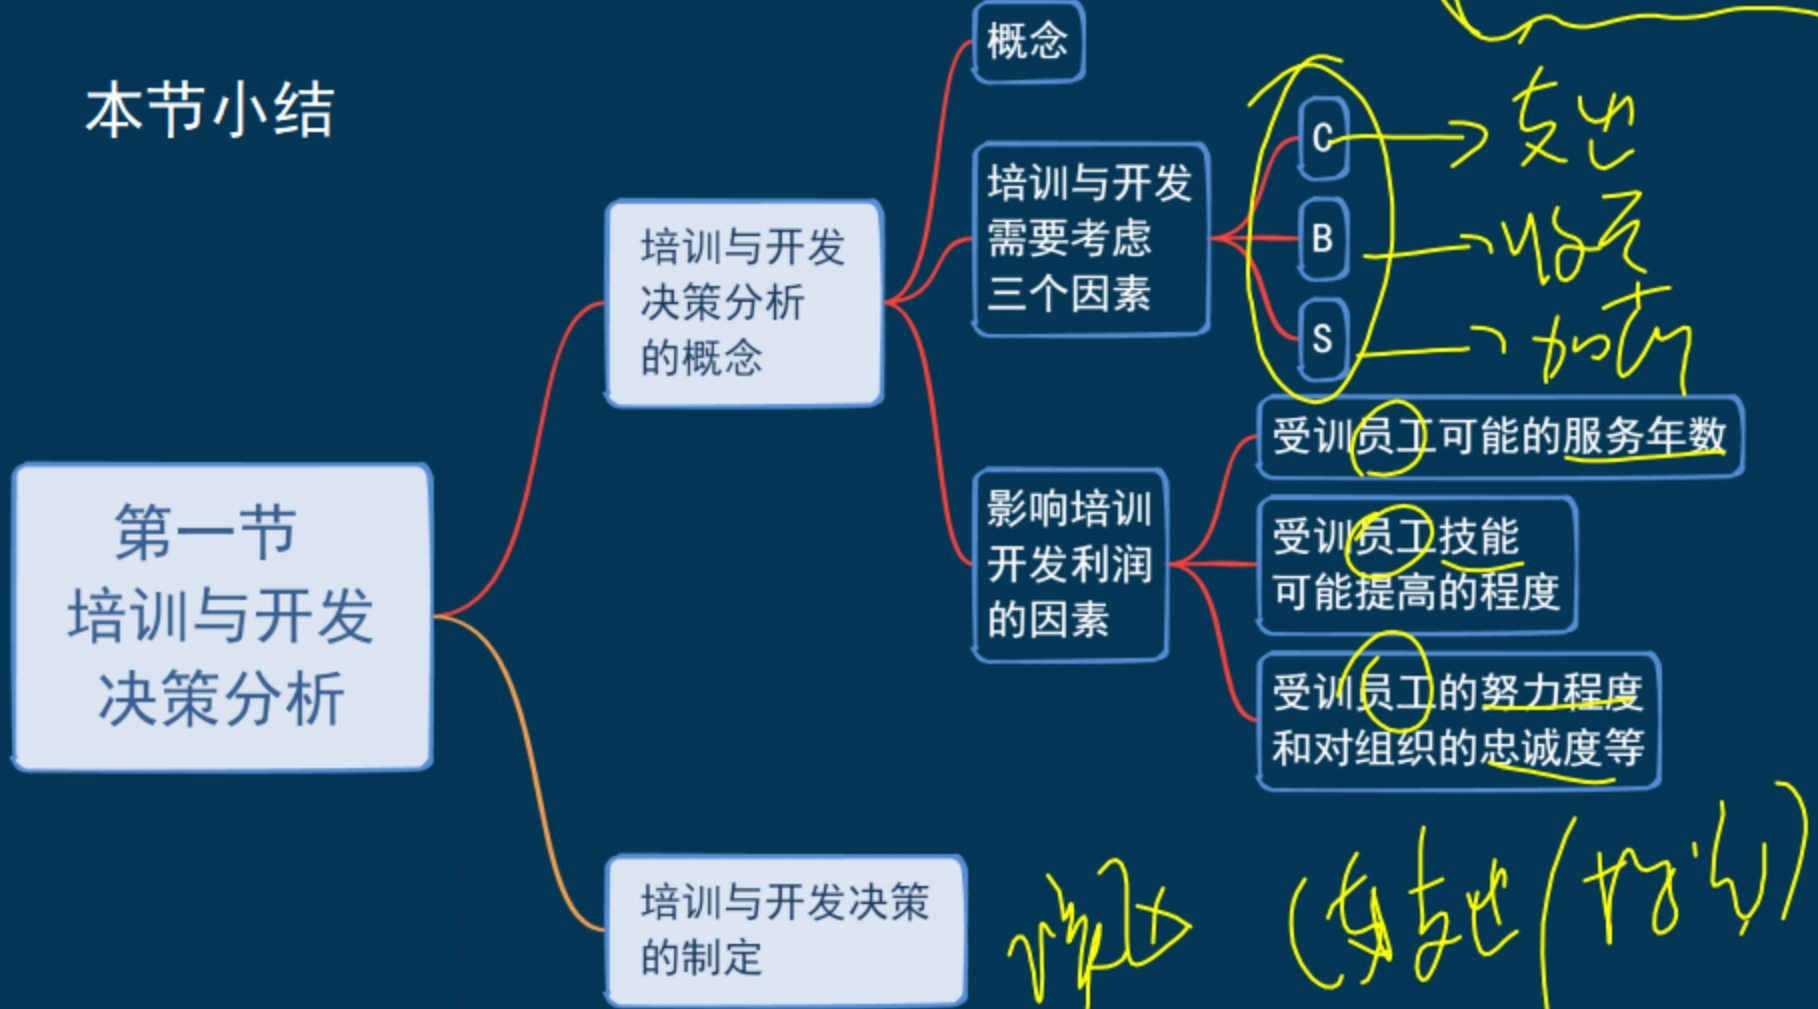 本节小结
第一节
培训与开发
决策分析
培训与开发
决策分析
的概念
概念
培训与开发
需要考虑
三个因素
C
支出
B
收益
S
加薪
影响培训
开发利润
的因素
受训员工可能的服务年数
受训员工技能
可能提高的程度
受训员工的努力程度
和对组织的忠诚度等
培训与开发决策
的制定
支出